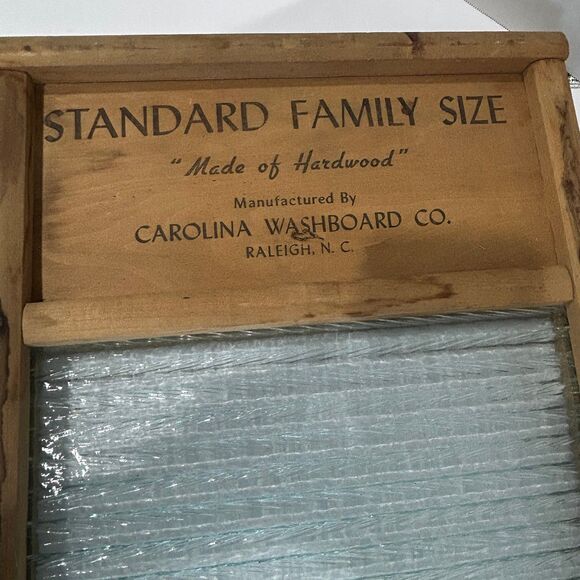 STANDARD FAMILY SIZE
"Made of Hardwood"
Manufactured By
CAROLINA WASHBOARD CO.
RALEIGH, N. C.